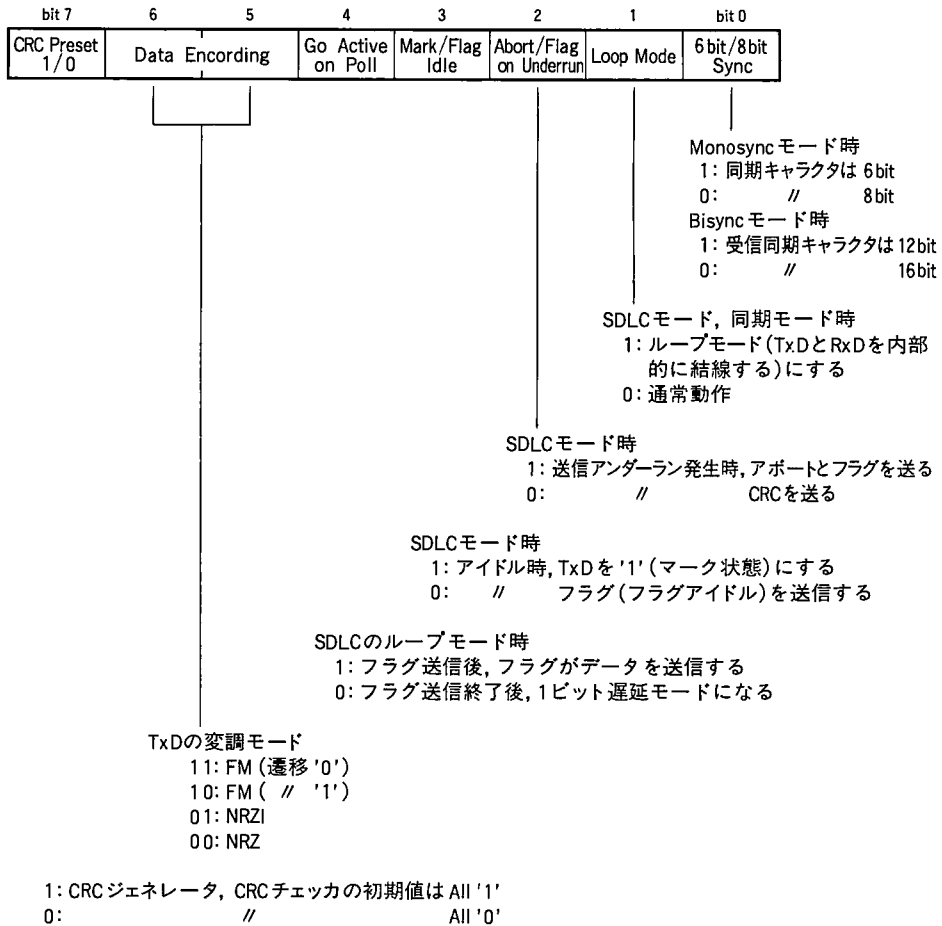 bit 7 6 5 4 3 2 1 bit 0
CRC Preset 1/0 Data Encording Go Active on Poll Mark/Flag Idle Abort/Flag on Underrun Loop Mode 6bit/8bit Sync
Monosyncモード時
1: 同期キャラクタは 6bit
0: 〃 8bit
Bisyncモード時
1: 受信同期キャラクタは12bit
0: 〃 16bit
SDLCモード, 同期モード時
1: ループモード(TxDとRxDを内部
的に結線する)にする
0: 通常動作
SDLCモード時
1: 送信アンダーラン発生時, アボートとフラグを送る
0: 〃 CRCを送る
SDLCモード時
1: アイドル時, TxDを'1'(マーク状態)にする
0: 〃 フラグ(フラグアイドル)を送信する
SDLCのループモード時
1: フラグ送信後, フラグがデータを送信する
0: フラグ送信終了後, 1ビット遅延モードになる
TxDの変調モード
11: FM(遷移'0')
10: FM( 〃 '1')
01: NRZI
00: NRZ
1: CRCジェネレータ, CRCチェッカの初期値は All '1'
0: 〃 All '0'